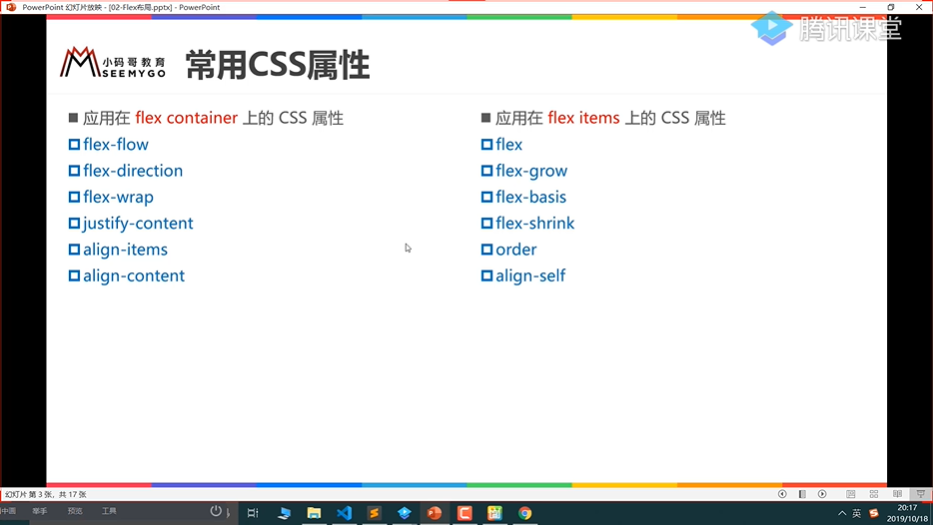 PowerPoint 幻灯片放映 - [02-Flex布局.pptx] - PowerPoint
腾讯课堂
小码哥教育
SEEMYGO
常用CSS属性
应用在 flex container 上的 CSS 属性
flex-flow
flex-direction
flex-wrap
justify-content
align-items
align-content
应用在 flex items 上的 CSS 属性
flex
flex-grow
flex-basis
flex-shrink
order
align-self
幻灯片 第 3 张，共 17 张
举手 预览 工具
英
20:17
2019/10/18